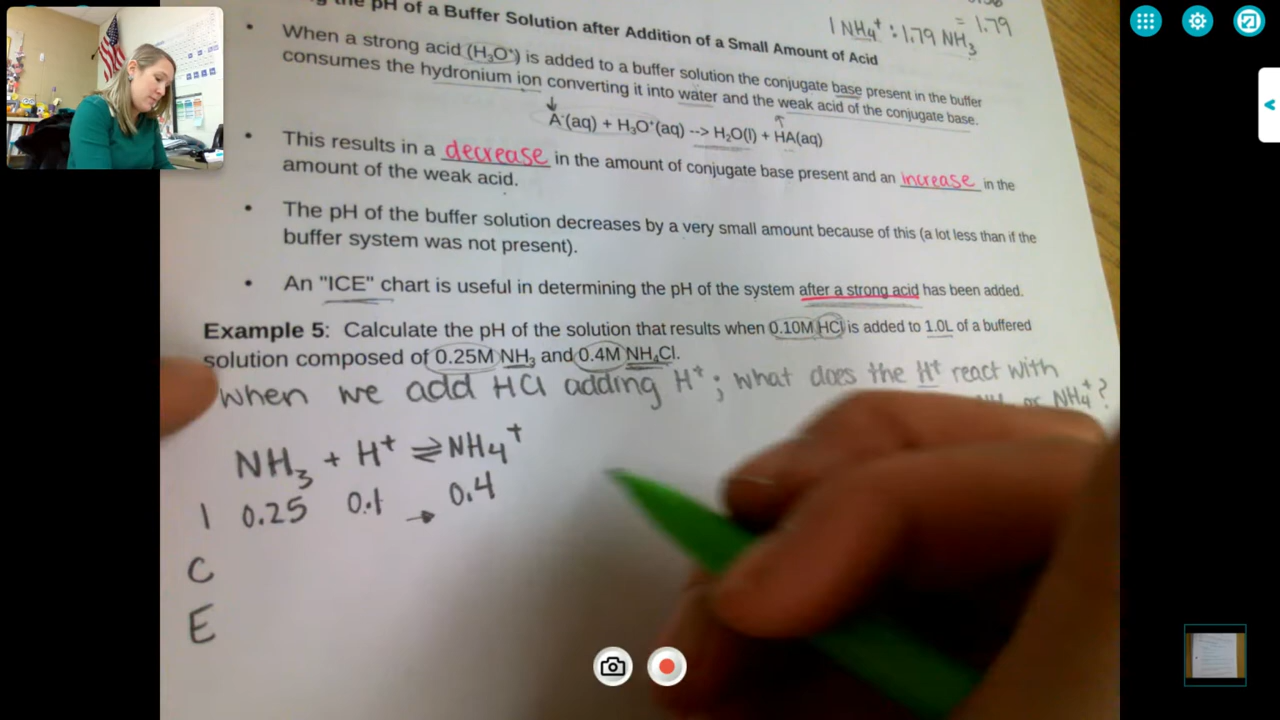 the pH of a Buffer Solution after Addition of a Small Amount of Acid
1 NH4+ : 1.79 NH3
= 1.79
• When a strong acid (H3O+) is added to a buffer solution the conjugate base present in the buffer
consumes the hydronium ion converting it into water and the weak acid of the conjugate base.
A-(aq) + H3O+(aq) --> H2O(l) + HA(aq)
• This results in a decrease in the amount of conjugate base present and an increase in the
amount of the weak acid.
• The pH of the buffer solution decreases by a very small amount because of this (a lot less than if the
buffer system was not present).
• An "ICE" chart is useful in determining the pH of the system after a strong acid has been added.
Example 5: Calculate the pH of the solution that results when 0.10M HCl is added to 1.0L of a buffered
solution composed of 0.25M NH3 and 0.4M NH4Cl.
when we add HCl adding H+ ; what does the H+ react with
or NH4+?
NH3 + H+ ⇌ NH4+
I 0.25 0.1 → 0.4
C
E